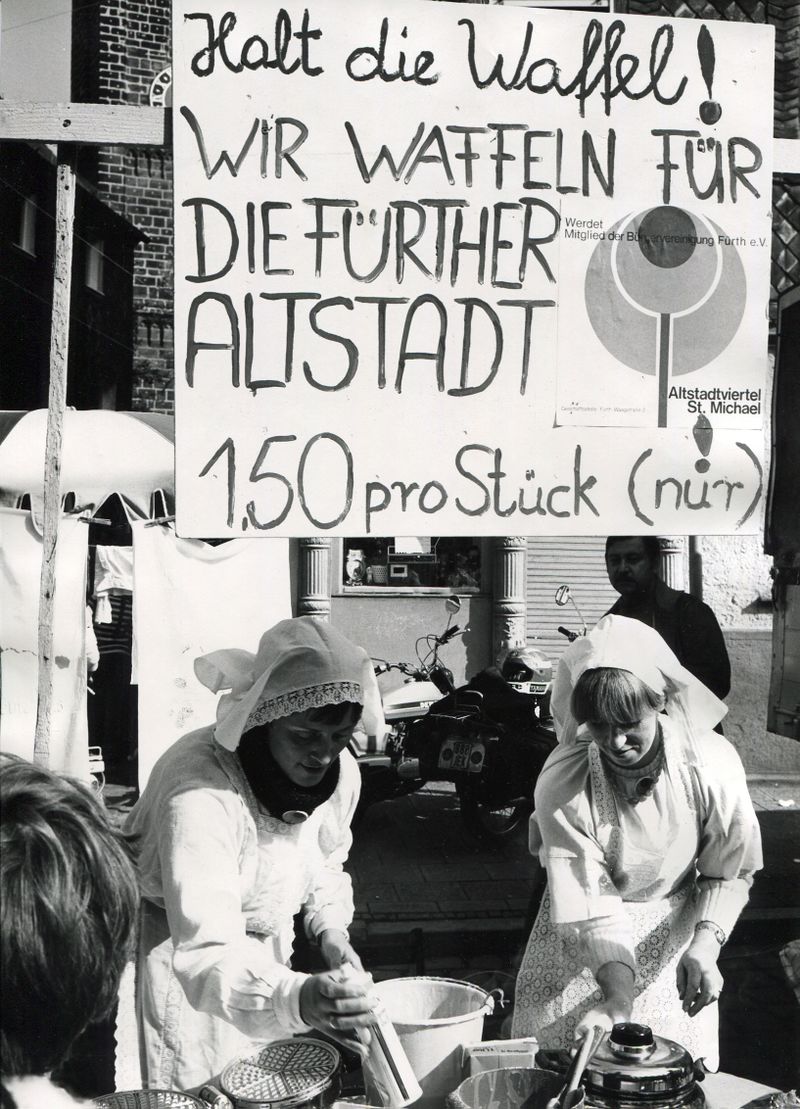 Halt die Waffel!
WIR WAFFELN FÜR
DIE FÜRTHER
ALTSTADT
Werdet
Mitglied der Bürgervereinigung Fürth e.V.
Altstadtviertel
St. Michael
1,50 pro Stück (nur!)